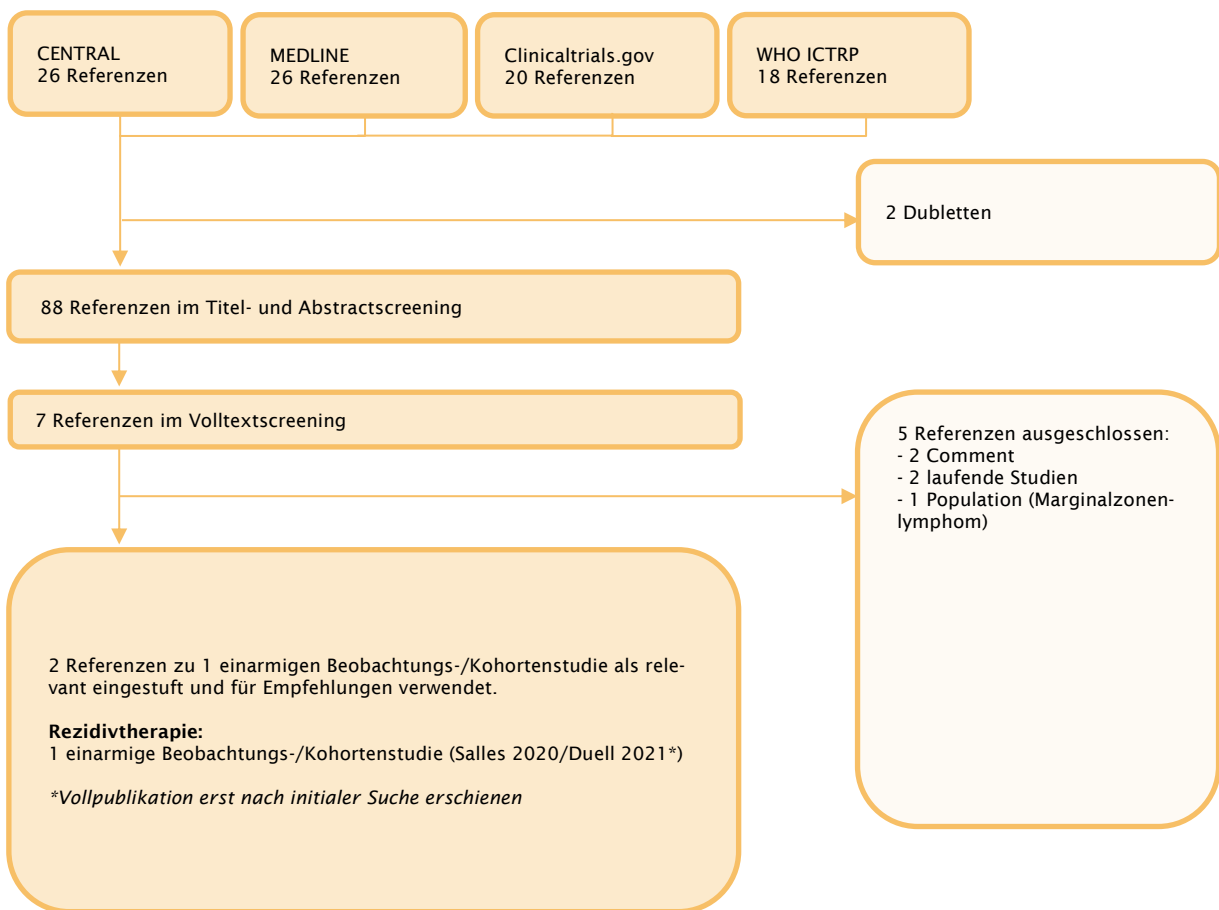 CENTRAL
26 Referenzen
MEDLINE
26 Referenzen
Clinicaltrials.gov
20 Referenzen
WHO ICTRP
18 Referenzen
2 Dubletten
88 Referenzen im Titel- und Abstractscreening
7 Referenzen im Volltextscreening
5 Referenzen ausgeschlossen:
- 2 Comment
- 2 laufende Studien
- 1 Population (Marginalzonen-
lymphom)
2 Referenzen zu 1 einarmigen Beobachtungs-/Kohortenstudie als rele-
vant eingestuft und für Empfehlungen verwendet.
Rezidivtherapie:
1 einarmige Beobachtungs-/Kohortenstudie (Salles 2020/Duell 2021*)
*Vollpublikation erst nach initialer Suche erschienen